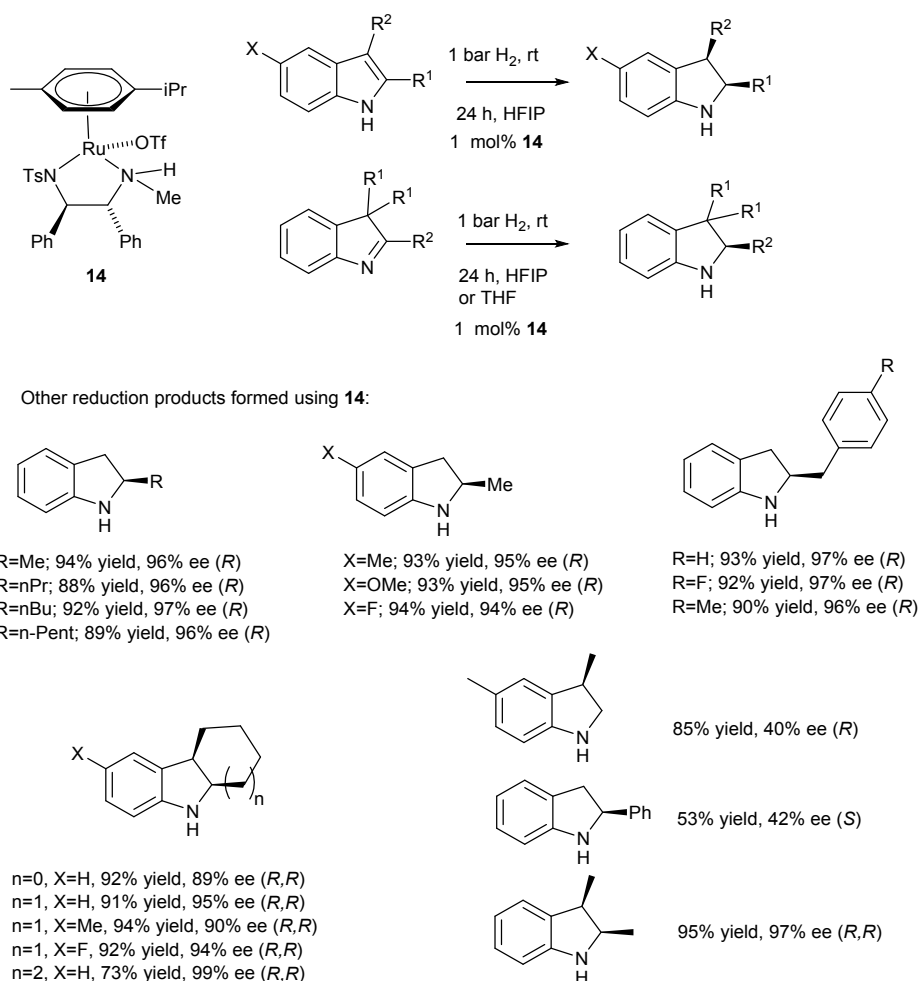 R²
X
R¹
N
H
1 bar H₂, rt
24 h, HFIP
1 mol% 14
R²
X
R¹
N
H
iPr
Ru
OTf
TsN
N
H
Me
Ph
Ph
14
R¹
R¹
R²
N
1 bar H₂, rt
24 h, HFIP
or THF
1 mol% 14
R¹
R¹
R²
N
H
Other reduction products formed using 14:
R
N
H
R=Me; 94% yield, 96% ee (R)
R=nPr; 88% yield, 96% ee (R)
R=nBu; 92% yield, 97% ee (R)
R=n-Pent; 89% yield, 96% ee (R)
X
Me
N
H
X=Me; 93% yield, 95% ee (R)
X=OMe; 93% yield, 95% ee (R)
X=F; 94% yield, 94% ee (R)
R
N
H
R=H; 93% yield, 97% ee (R)
R=F; 92% yield, 97% ee (R)
R=Me; 90% yield, 96% ee (R)
X
N
H
n
n=0, X=H, 92% yield, 89% ee (R,R)
n=1, X=H, 91% yield, 95% ee (R,R)
n=1, X=Me, 94% yield, 90% ee (R,R)
n=1, X=F, 92% yield, 94% ee (R,R)
n=2, X=H, 73% yield, 99% ee (R,R)
N
H
85% yield, 40% ee (R)
Ph
N
H
53% yield, 42% ee (S)
N
H
95% yield, 97% ee (R,R)